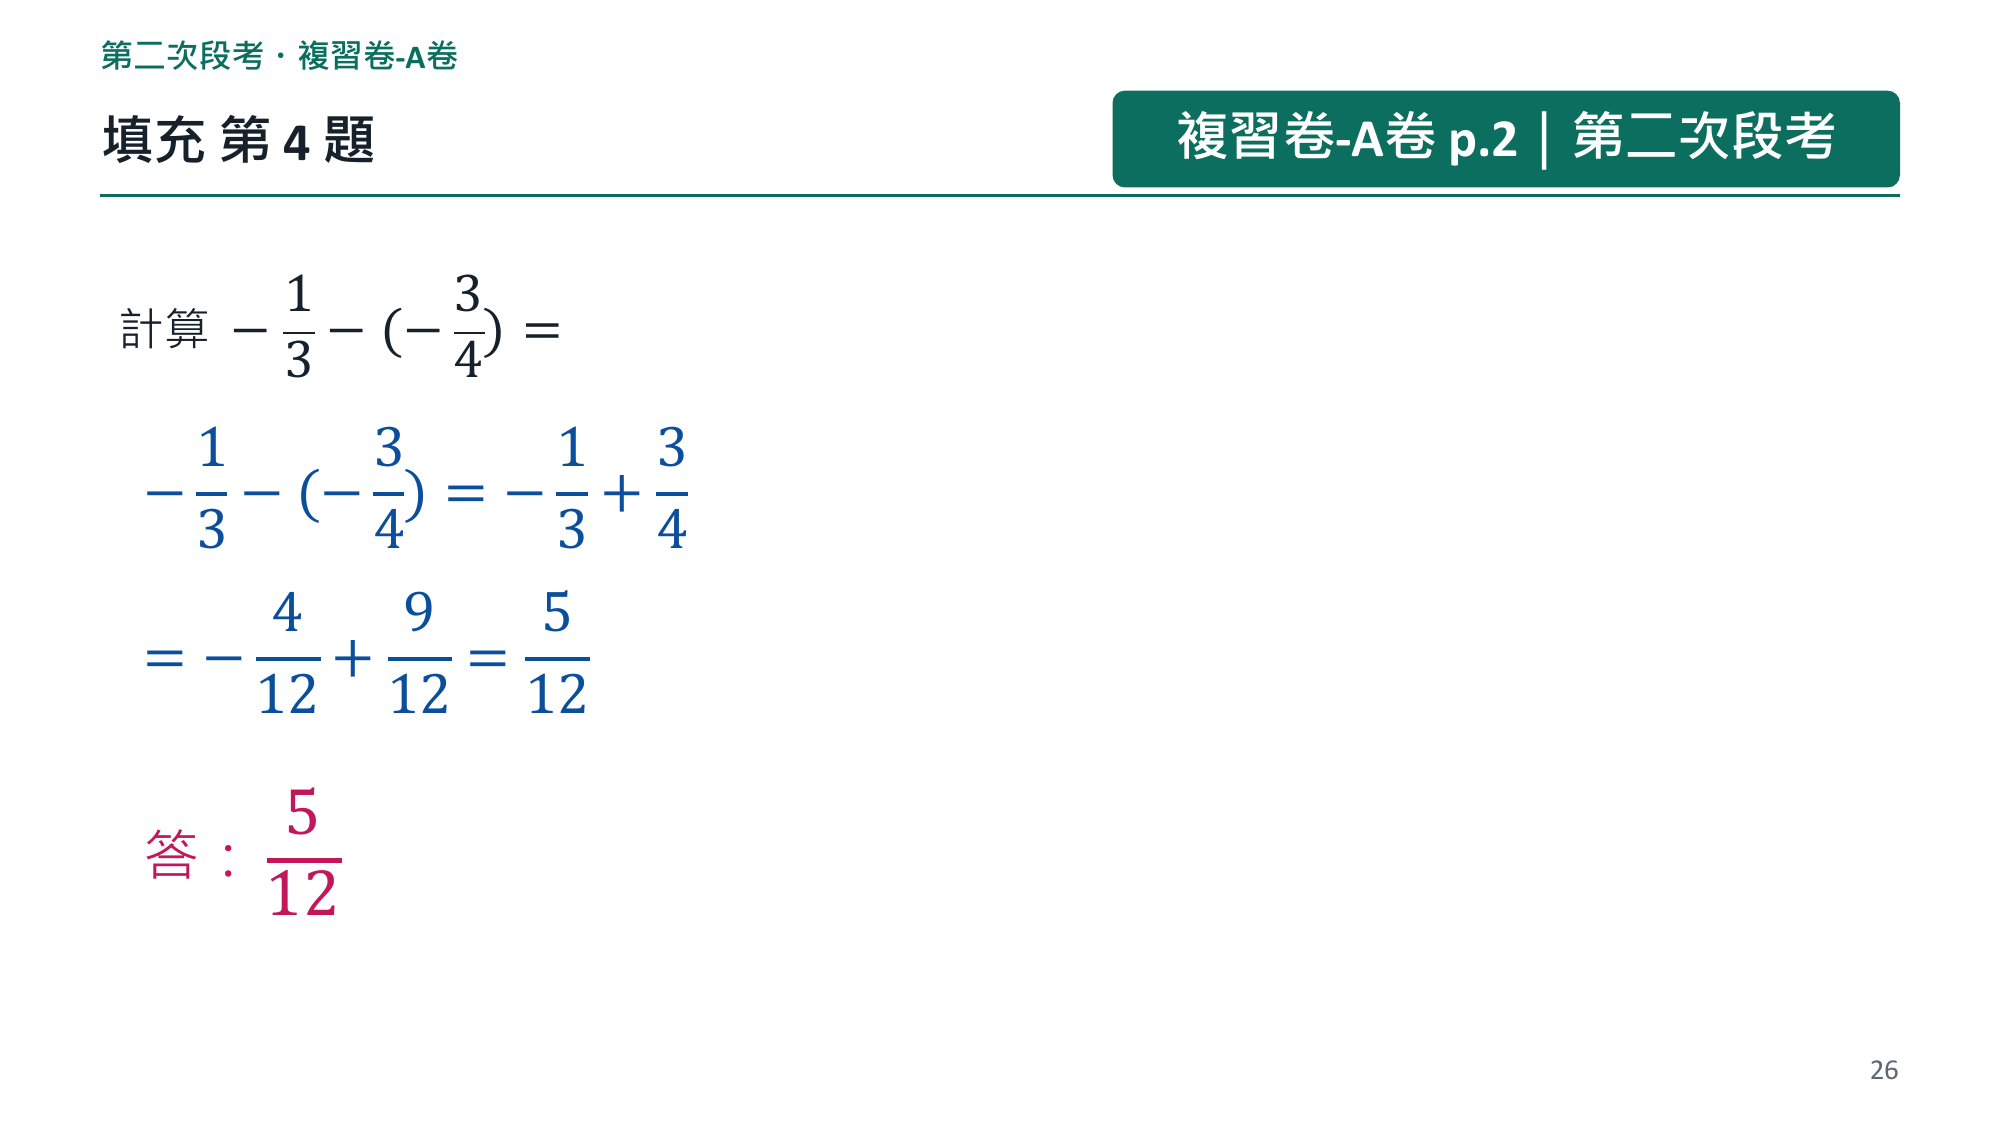 第二次段考・複習卷-A卷
填充 第 4 題
複習卷-A卷 p.2｜第二次段考
計算 −1/3 − (−3/4) =
−1/3 − (−3/4) = −1/3 + 3/4
= −4/12 + 9/12 = 5/12
答：5/12
26